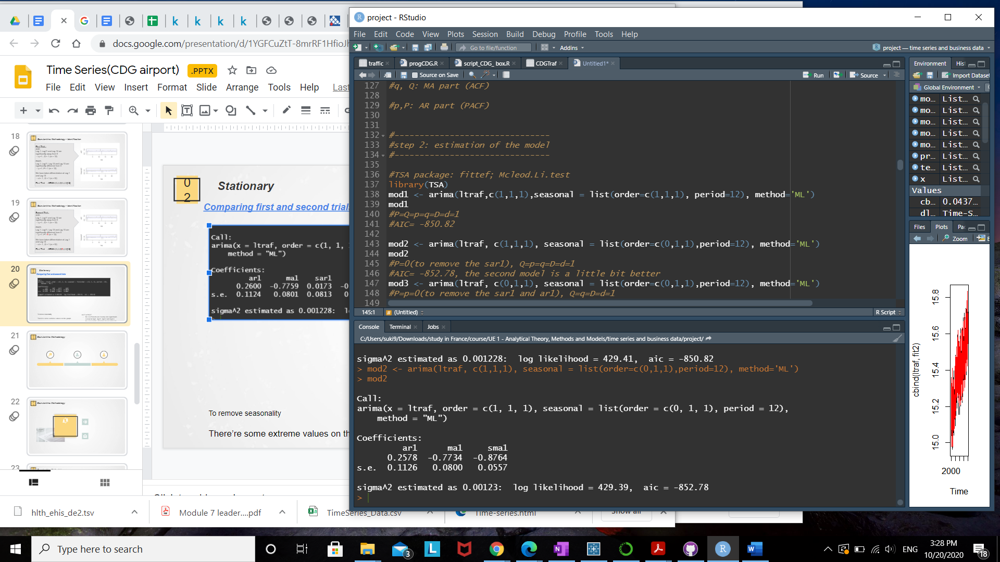 project - RStudio
docs.google.com/presentation/d/1YGFCuZtT-8mrRF1HfioJ
File Edit Code View Plots Session Build Debug Profile Tools Help
Go to file/function
Addins
project — time series and business data
Time Series(CDG airport)
.PPTX
File Edit View Insert Format Slide Arrange Tools Help Last
traffic
progCDG.R
script_CDG_ box.R
CDGTraf
Untitled1*
Source on Save
Run
Source
127 #q, Q: MA part (ACF)
128
129 #p,P: AR part (PACF)
130
131
132 #-------------------------------
133 #step 2: estimation of the model
134 #-------------------------------
135
136 #TSA package: fittef; Mcleod.Li.test
137 library(TSA)
138 mod1 <- arima(ltraf,c(1,1,1),seasonal = list(order=c(1,1,1), period=12), method='ML')
139 mod1
140 #P=Q=p=q=D=d=1
141 #AIC= -850.82
142
143 mod2 <- arima(ltraf, c(1,1,1), seasonal = list(order=c(0,1,1),period=12), method='ML')
144 mod2
145 #P=0(to remove the sar1), Q=p=q=D=d=1
146 #AIC= -852.78, the second model is a little bit better
147 mod3 <- arima(ltraf, c(0,1,1), seasonal = list(order=c(0,1,1),period=12), method='ML')
148 #P=p=0(to remove the sar1 and ar1), Q=q=D=d=1
149
145:1
(Untitled)
R Script
Console
Terminal
Jobs
C:/Users/suki9/Downloads/study in France/course/UE 1 - Analytical Theory, Methods and Models/time series and business data/project/
sigma^2 estimated as 0.001228:  log likelihood = 429.41,  aic = -850.82
> mod2 <- arima(ltraf, c(1,1,1), seasonal = list(order=c(0,1,1),period=12), method='ML')
> mod2
Call:
arima(x = ltraf, order = c(1, 1, 1), seasonal = list(order = c(0, 1, 1), period = 12),
method = "ML")
Coefficients:
ar1 ma1 sma1
0.2578 -0.7734 -0.8764
s.e. 0.1126 0.0800 0.0557
sigma^2 estimated as 0.00123:  log likelihood = 429.39,  aic = -852.78
>
Environment
His
Import Dataset
Global Environment
mo... List...
mo... List...
mo... List...
mo... List...
mo... List...
pr... List...
te... List...
x List...
Values
cb... 0.0437...
dl... Time-S...
Files
Plots
Pac
Zoom
E
cbind(ltraf, fit2)
15.0 15.2 15.4 15.6 15.8
2000
Time
18
19
20
21
22
23
02
Stationary
Comparing first and second trial
Call:
arima(x = ltraf, order = c(1, 1,
method = "ML")
Coefficients:
ar1 ma1 sar1
0.2600 -0.7759 0.0173 -0
s.e. 0.1124 0.0801 0.0813 0
sigma^2 estimated as 0.001228:
To remove seasonality
There're some extreme values on th
hlth_ehis_de2.tsv
Module 7 leader....pdf
TimeSeries_Data.csv
Time-series.html
Show all
Type here to search
3
ENG
3:28 PM
10/20/2020
18